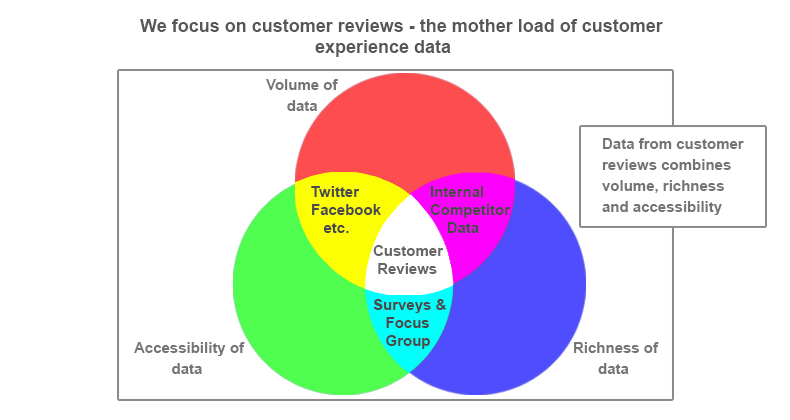 We focus on customer reviews - the mother load of customer
experience data
Volume of
data
Data from customer
reviews combines
volume, richness
and accessibility
Twitter
Facebook
etc.
Internal
Competitor
Data
Customer
Reviews
Surveys &
Focus
Group
Accessibility of
data
Richness of
data